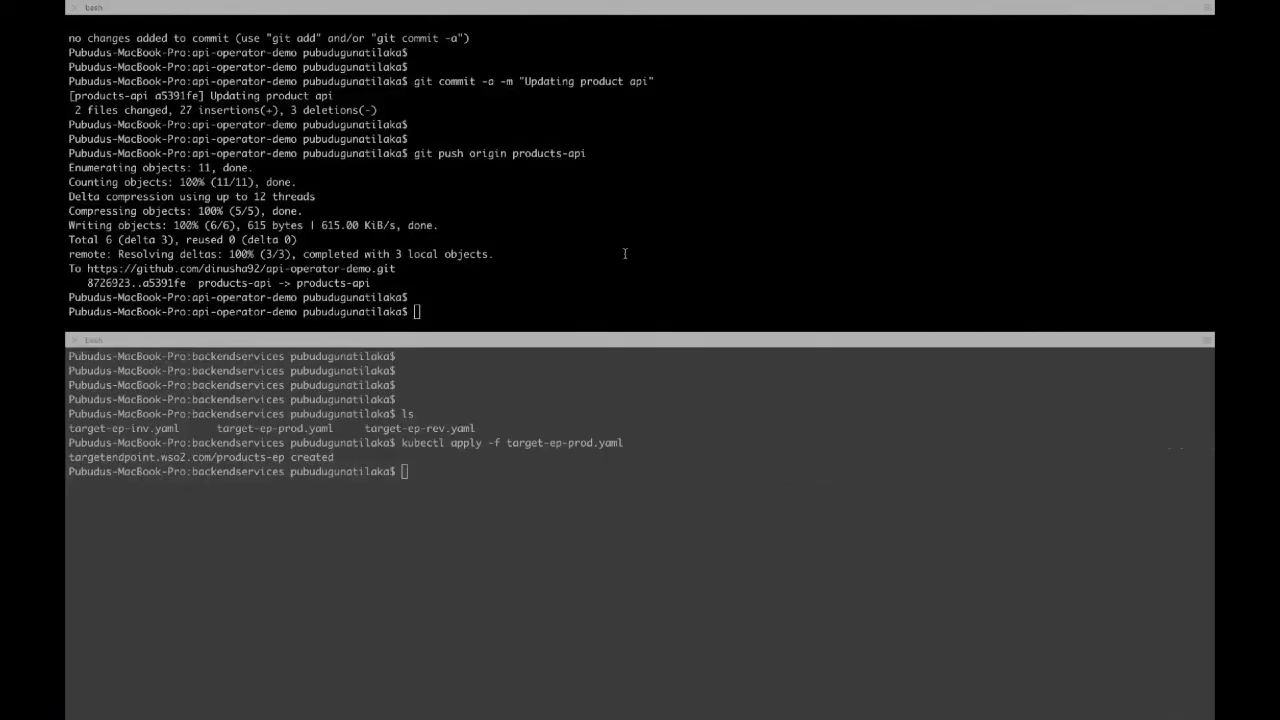 bash
no changes added to commit (use "git add" and/or "git commit -a")
Pubudus-MacBook-Pro:api-operator-demo pubudugunatilaka$
Pubudus-MacBook-Pro:api-operator-demo pubudugunatilaka$
Pubudus-MacBook-Pro:api-operator-demo pubudugunatilaka$ git commit -a -m "Updating product api"
[products-api a5391fe] Updating product api
 2 files changed, 27 insertions(+), 3 deletions(-)
Pubudus-MacBook-Pro:api-operator-demo pubudugunatilaka$
Pubudus-MacBook-Pro:api-operator-demo pubudugunatilaka$
Pubudus-MacBook-Pro:api-operator-demo pubudugunatilaka$ git push origin products-api
Enumerating objects: 11, done.
Counting objects: 100% (11/11), done.
Delta compression using up to 12 threads
Compressing objects: 100% (5/5), done.
Writing objects: 100% (6/6), 615 bytes | 615.00 KiB/s, done.
Total 6 (delta 3), reused 0 (delta 0)
remote: Resolving deltas: 100% (3/3), completed with 3 local objects.
To https://github.com/dinusha92/api-operator-demo.git
   8726923..a5391fe  products-api -> products-api
Pubudus-MacBook-Pro:api-operator-demo pubudugunatilaka$
Pubudus-MacBook-Pro:api-operator-demo pubudugunatilaka$
bash
Pubudus-MacBook-Pro:backendservices pubudugunatilaka$
Pubudus-MacBook-Pro:backendservices pubudugunatilaka$
Pubudus-MacBook-Pro:backendservices pubudugunatilaka$
Pubudus-MacBook-Pro:backendservices pubudugunatilaka$
Pubudus-MacBook-Pro:backendservices pubudugunatilaka$ ls
target-ep-inv.yaml      target-ep-prod.yaml     target-ep-rev.yaml
Pubudus-MacBook-Pro:backendservices pubudugunatilaka$ kubectl apply -f target-ep-prod.yaml
targetendpoint.wso2.com/products-ep created
Pubudus-MacBook-Pro:backendservices pubudugunatilaka$